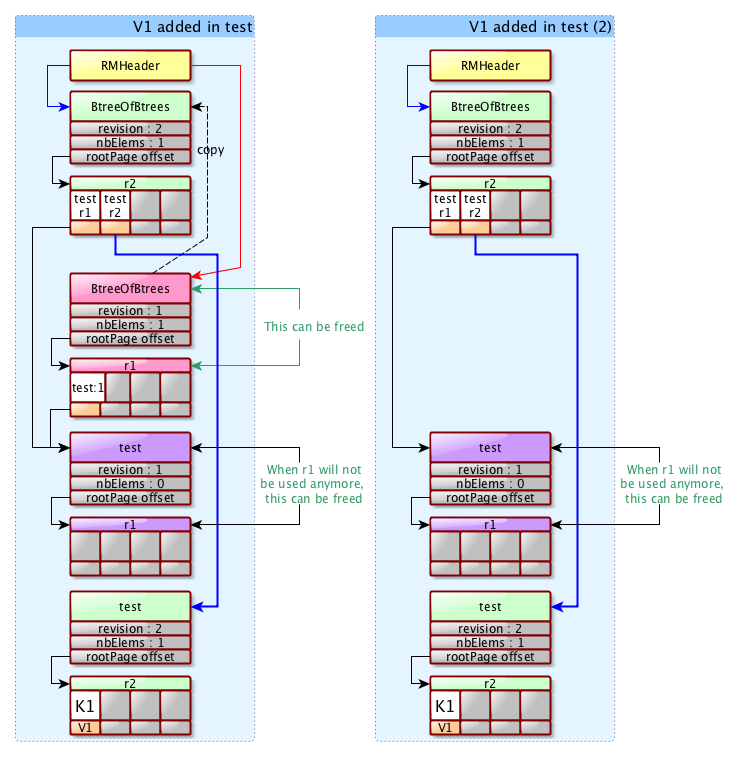 V1 added in test
RMHeader
BtreeOfBtrees
revision : 2
nbElems : 1
rootPage offset
copy
r2
test
r1
test
r2
BtreeOfBtrees
revision : 1
nbElems : 1
rootPage offset
This can be freed
r1
test:1
test
revision : 1
nbElems : 0
rootPage offset
When r1 will not
be used anymore,
this can be freed
r1
test
revision : 2
nbElems : 1
rootPage offset
r2
K1
V1
V1 added in test (2)
RMHeader
BtreeOfBtrees
revision : 2
nbElems : 1
rootPage offset
r2
test
r1
test
r2
test
revision : 1
nbElems : 0
rootPage offset
When r1 will not
be used anymore,
this can be freed
r1
test
revision : 2
nbElems : 1
rootPage offset
r2
K1
V1